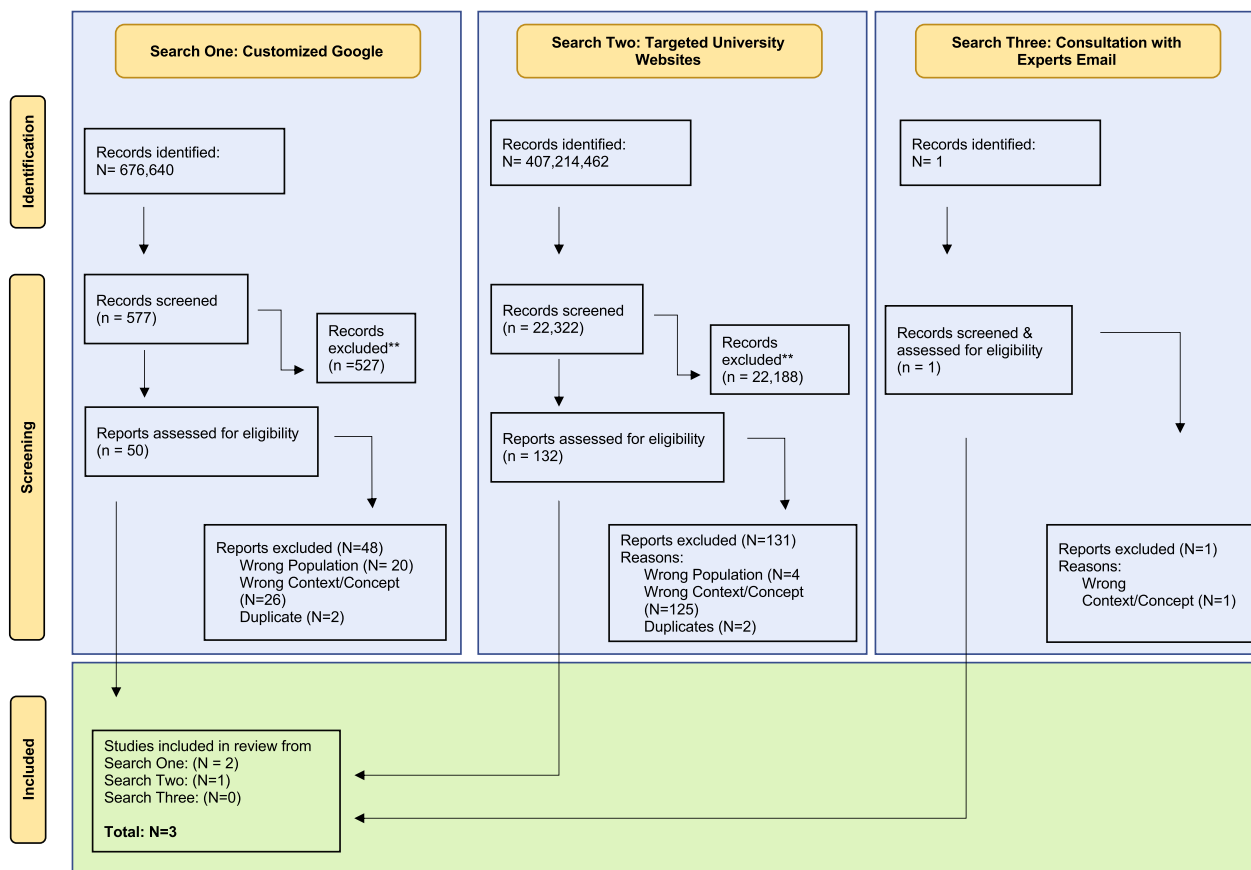 Search One: Customized Google
Search Two: Targeted University
Websites
Search Three: Consultation with
Experts Email
Identification
Records identified:
N= 676,640
Records identified:
N= 407,214,462
Records identified:
N= 1
Screening
Records screened
(n = 577)
Records
excluded**
(n =527)
Records screened
(n = 22,322)
Records
excluded**
(n = 22,188)
Records screened &
assessed for eligibility
(n = 1)
Reports assessed for eligibility
(n = 50)
Reports assessed for eligibility
(n = 132)
Reports excluded (N=48)
Wrong Population (N= 20)
Wrong Context/Concept
(N=26)
Duplicate (N=2)
Reports excluded (N=131)
Reasons:
Wrong Population (N=4
Wrong Context/Concept
(N=125)
Duplicates (N=2)
Reports excluded (N=1)
Reasons:
Wrong
Context/Concept (N=1)
Included
Studies included in review from
Search One: (N = 2)
Search Two: (N=1)
Search Three: (N=0)
Total: N=3